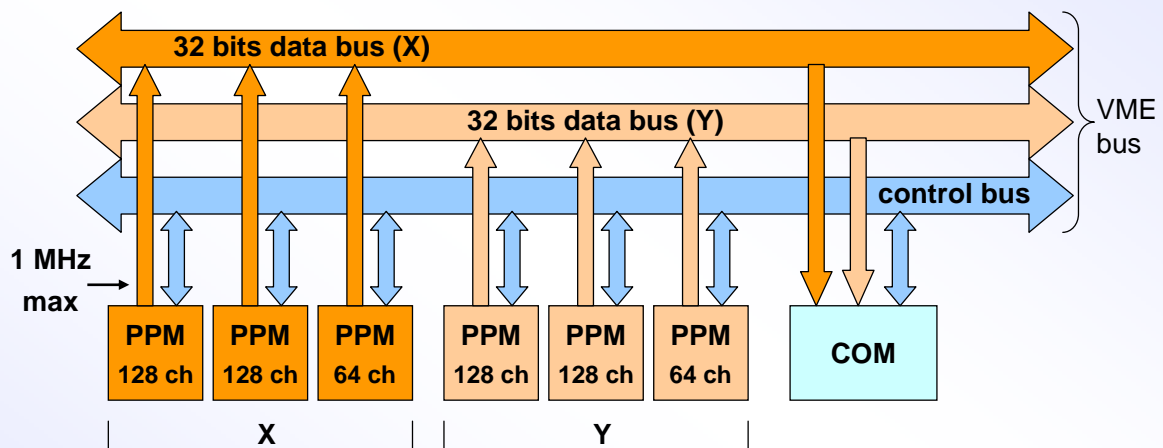 32 bits data bus (X)
32 bits data bus (Y)
VME
bus
control bus
1 MHz
max
PPM
128 ch
PPM
128 ch
PPM
64 ch
PPM
128 ch
PPM
128 ch
PPM
64 ch
COM
X
Y